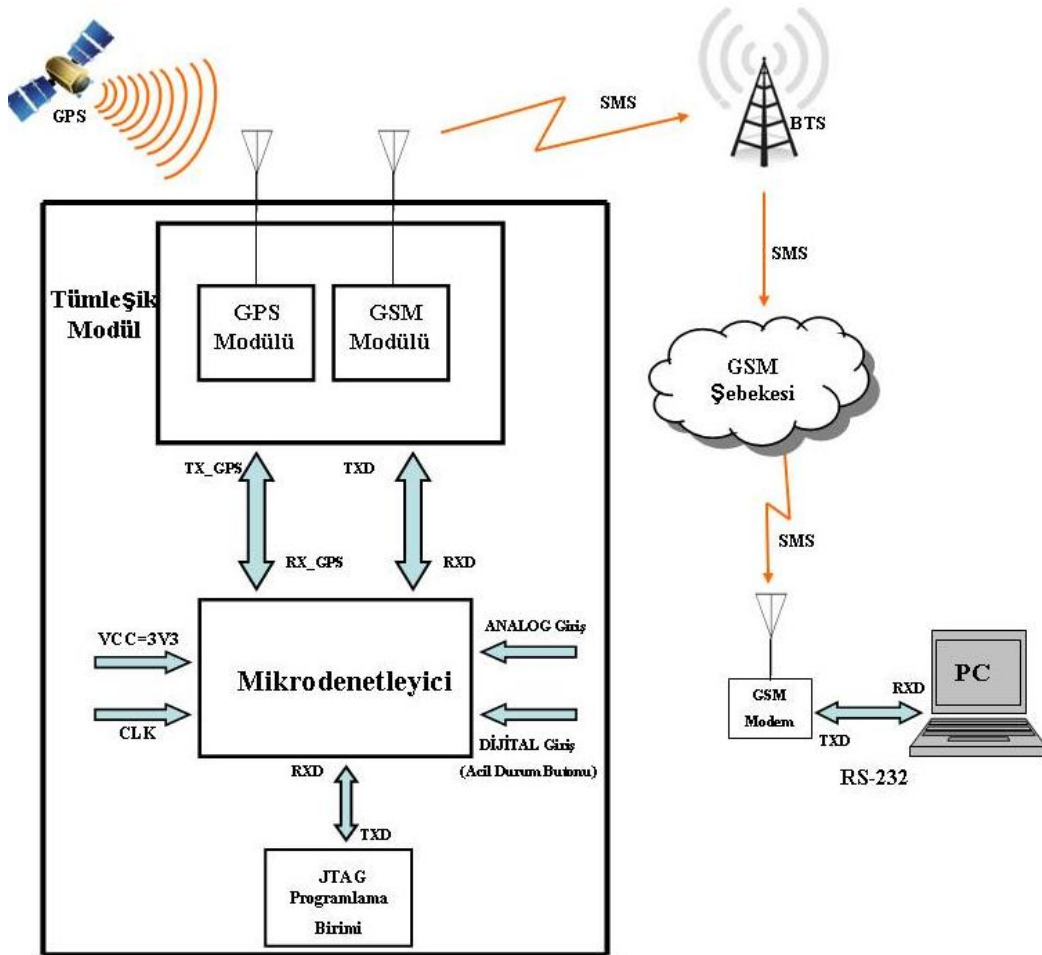 GPS
SMS
BTS
SMS
Tümleşik
Modül
GPS
Modülü
GSM
Modülü
GSM
Şebekesi
TX_GPS
TXD
RX_GPS
RXD
SMS
VCC=3V3
CLK
Mikrodenetleyici
ANALOG Giriş
DİJİTAL Giriş
(Acil Durum Butonu)
RXD
TXD
JTAG
Programlama
Birimi
GSM
Modem
RXD
TXD
PC
RS-232